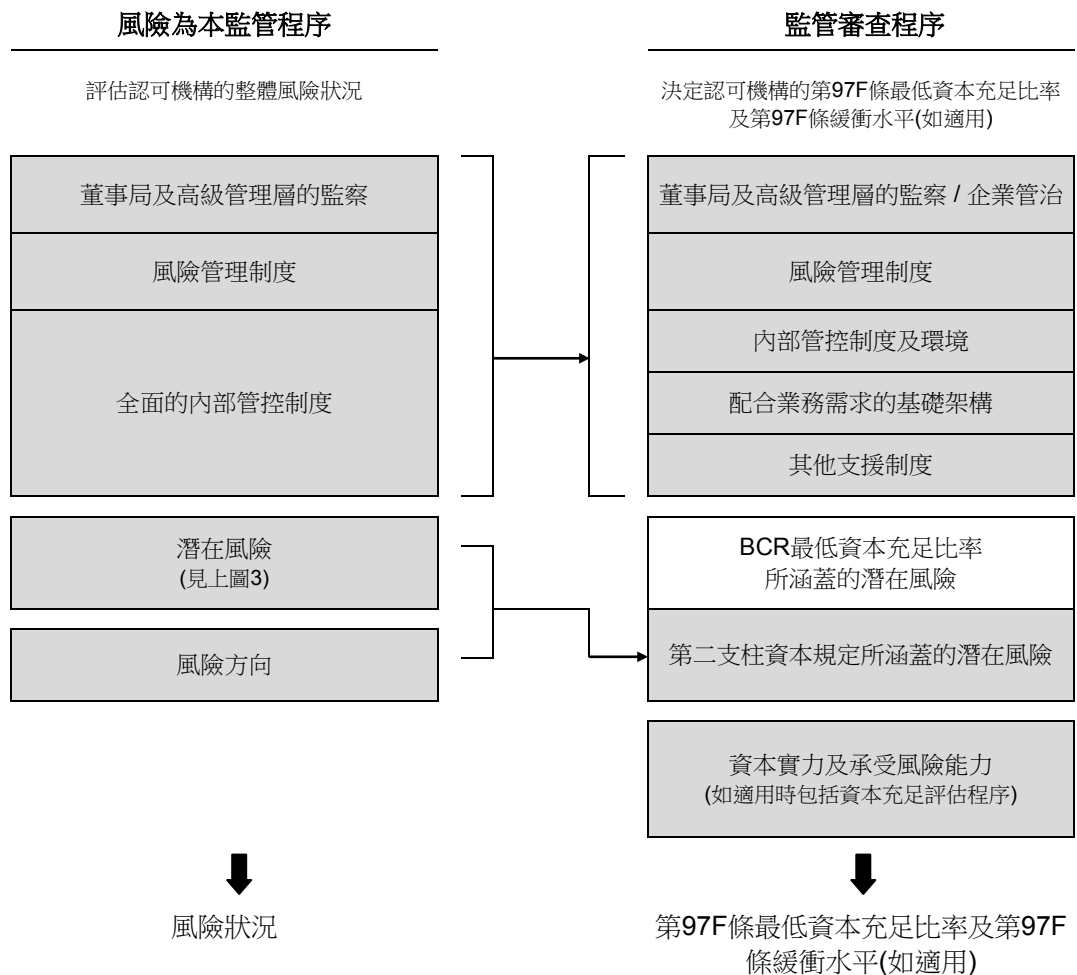 風險為本監管程序
評估認可機構的整體風險狀況
董事局及高級管理層的監察
風險管理制度
全面的內部管控制度
潛在風險
(見上圖3)
風險方向
風險狀況
監管審查程序
決定認可機構的第97F條最低資本充足比率
及第97F條緩衝水平(如適用)
董事局及高級管理層的監察 / 企業管治
風險管理制度
內部管控制度及環境
配合業務需求的基礎架構
其他支援制度
BCR最低資本充足比率
所涵蓋的潛在風險
第二支柱資本規定所涵蓋的潛在風險
資本實力及承受風險能力
(如適用時包括資本充足評估程序)
第97F條最低資本充足比率及第97F
條緩衝水平(如適用)